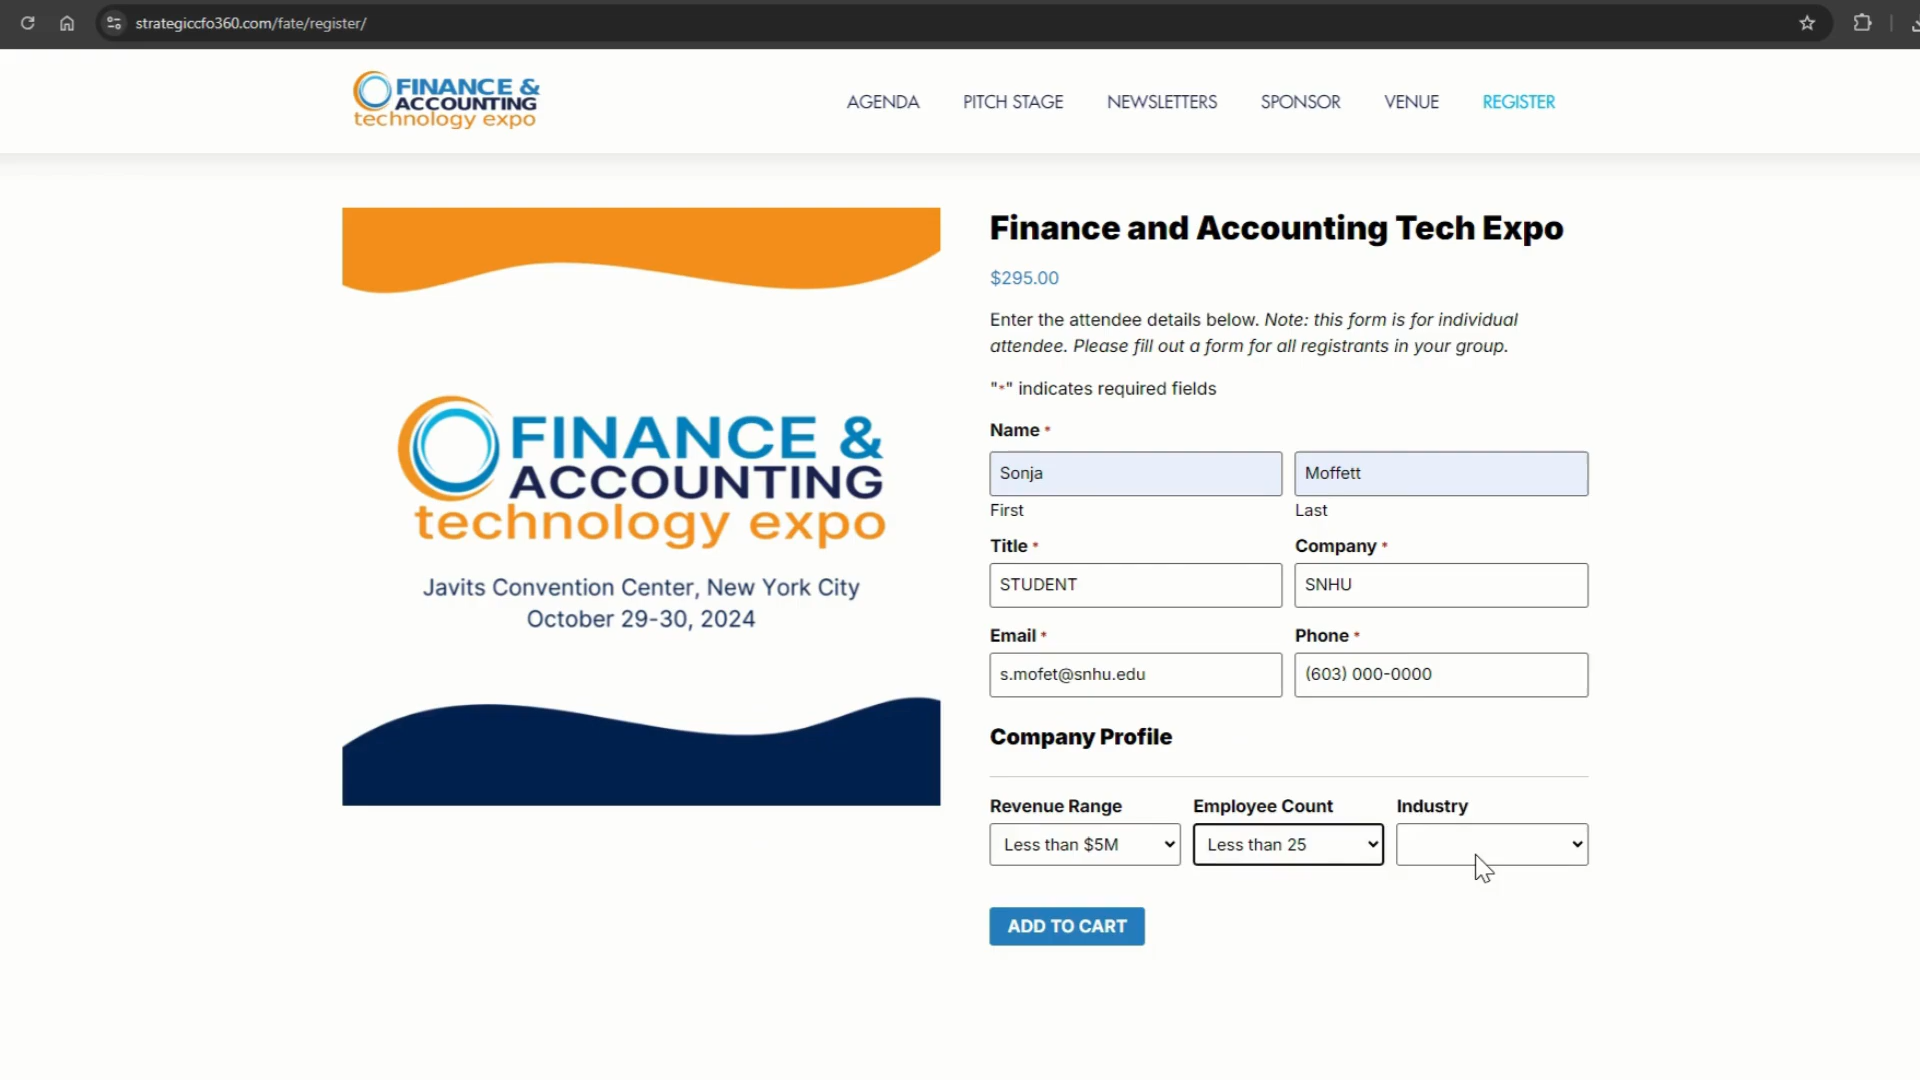 strategiccfo360.com/fate/register/
FINANCE &
ACCOUNTING
technology expo
AGENDA
PITCH STAGE
NEWSLETTERS
SPONSOR
VENUE
REGISTER
FINANCE &
ACCOUNTING
technology expo
Javits Convention Center, New York City
October 29-30, 2024
Finance and Accounting Tech Expo
$295.00
Enter the attendee details below. Note: this form is for individual
attendee. Please fill out a form for all registrants in your group.
"*" indicates required fields
Name *
Sonja
Moffett
First
Last
Title *
Company *
STUDENT
SNHU
Email *
Phone *
s.mofet@snhu.edu
(603) 000-0000
Company Profile
Revenue Range
Employee Count
Industry
Less than $5M
Less than 25
ADD TO CART